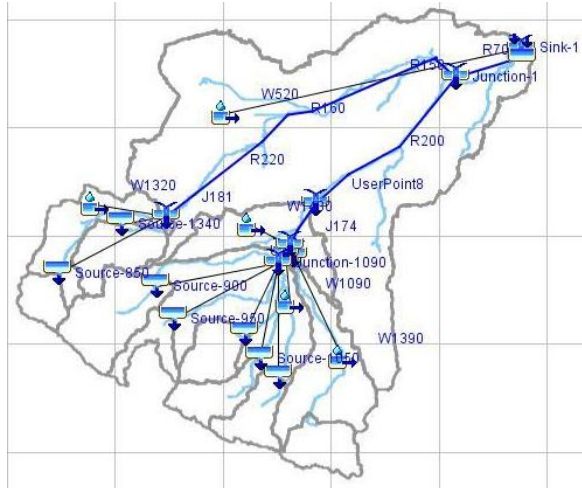 R70
Sink-1
Junction-1
W520
R160
R200
R220
UserPoint8
W1320
J181
Source-1340
J174
Junction-1090
Source-850
Source-900
W1090
Source-950
W1390